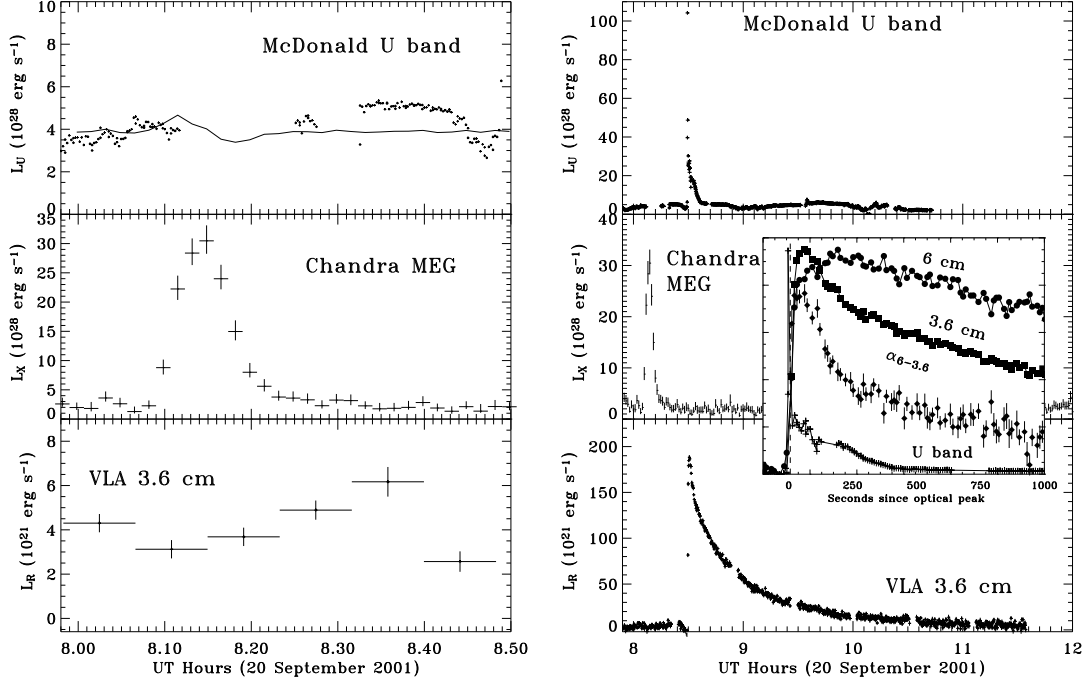 10
8
6
4
2
0
L_U (10^28 erg s^-1)
McDonald U band
35
30
25
20
15
10
5
0
L_X (10^28 erg s^-1)
Chandra MEG
8
6
4
2
0
L_R (10^21 erg s^-1)
VLA 3.6 cm
8.00
8.10
8.20
8.30
8.40
8.50
UT Hours (20 September 2001)
100
80
60
40
20
0
L_U (10^28 erg s^-1)
McDonald U band
40
30
20
10
0
L_X (10^28 erg s^-1)
Chandra
MEG
6 cm
3.6 cm
α_6-3.6
U band
0
250
500
750
1000
Seconds since optical peak
200
150
100
50
0
L_R (10^21 erg s^-1)
VLA 3.6 cm
8
9
10
11
12
UT Hours (20 September 2001)